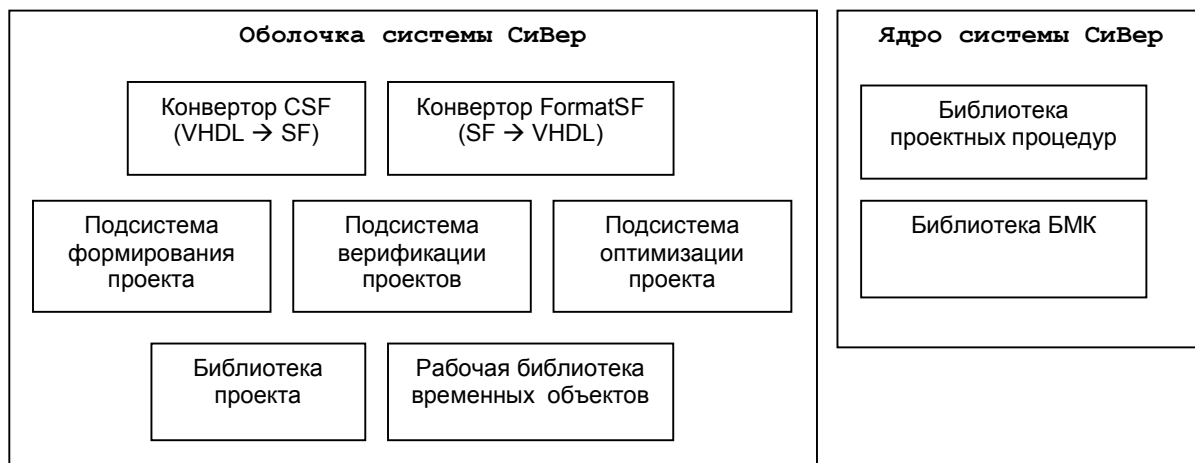 Оболочка системы СиВер
Конвертор CSF
(VHDL → SF)
Конвертор FormatSF
(SF → VHDL)
Подсистема
формирования
проекта
Подсистема
верификации
проектов
Подсистема
оптимизации
проекта
Библиотека
проекта
Рабочая библиотека
временных объектов
Ядро системы СиВер
Библиотека
проектных процедур
Библиотека БМК